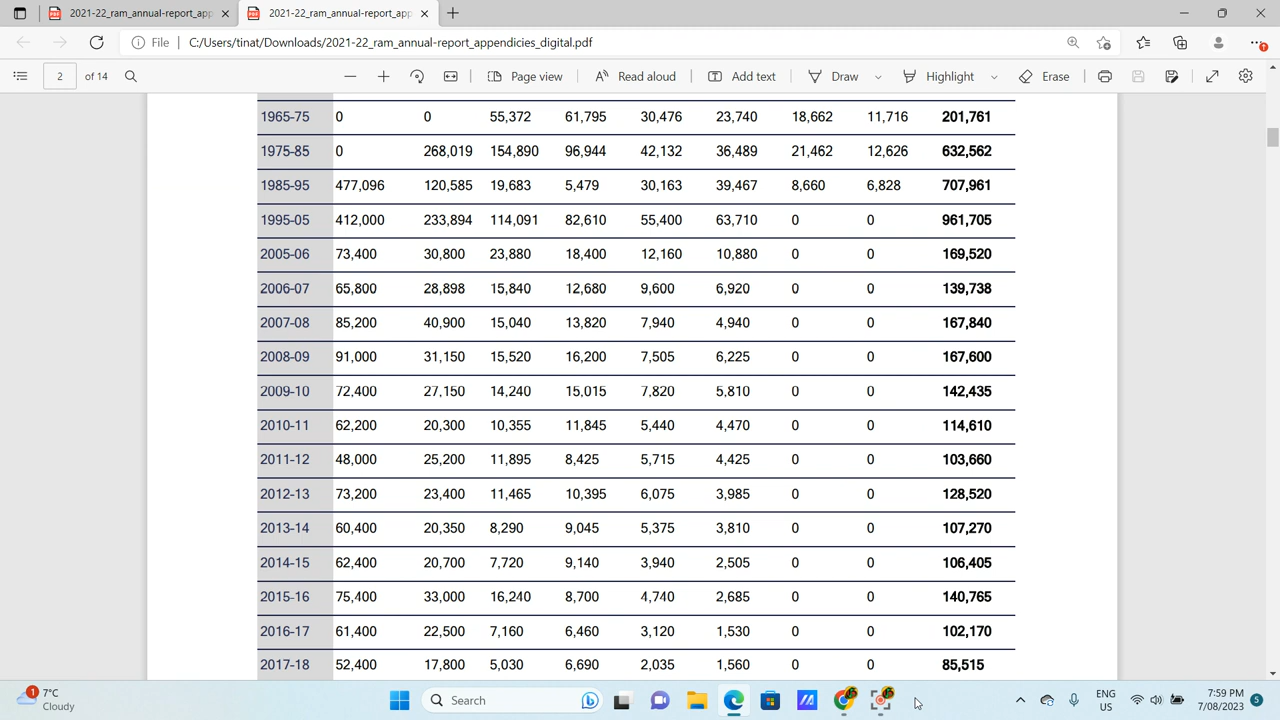 2021-22_ram_annual-report_app
2021-22_ram_annual-report_app
File
C:/Users/tinat/Downloads/2021-22_ram_annual-report_appendicies_digital.pdf
2 of 14
Page view
Read aloud
Add text
Draw
Highlight
Erase
1965-75 0 0 55,372 61,795 30,476 23,740 18,662 11,716 201,761
1975-85 0 268,019 154,890 96,944 42,132 36,489 21,462 12,626 632,562
1985-95 477,096 120,585 19,683 5,479 30,163 39,467 8,660 6,828 707,961
1995-05 412,000 233,894 114,091 82,610 55,400 63,710 0 0 961,705
2005-06 73,400 30,800 23,880 18,400 12,160 10,880 0 0 169,520
2006-07 65,800 28,898 15,840 12,680 9,600 6,920 0 0 139,738
2007-08 85,200 40,900 15,040 13,820 7,940 4,940 0 0 167,840
2008-09 91,000 31,150 15,520 16,200 7,505 6,225 0 0 167,600
2009-10 72,400 27,150 14,240 15,015 7,820 5,810 0 0 142,435
2010-11 62,200 20,300 10,355 11,845 5,440 4,470 0 0 114,610
2011-12 48,000 25,200 11,895 8,425 5,715 4,425 0 0 103,660
2012-13 73,200 23,400 11,465 10,395 6,075 3,985 0 0 128,520
2013-14 60,400 20,350 8,290 9,045 5,375 3,810 0 0 107,270
2014-15 62,400 20,700 7,720 9,140 3,940 2,505 0 0 106,405
2015-16 75,400 33,000 16,240 8,700 4,740 2,685 0 0 140,765
2016-17 61,400 22,500 7,160 6,460 3,120 1,530 0 0 102,170
2017-18 52,400 17,800 5,030 6,690 2,035 1,560 0 0 85,515
1
7°C
Cloudy
Search
ENG
US
7:59 PM
7/08/2023
5